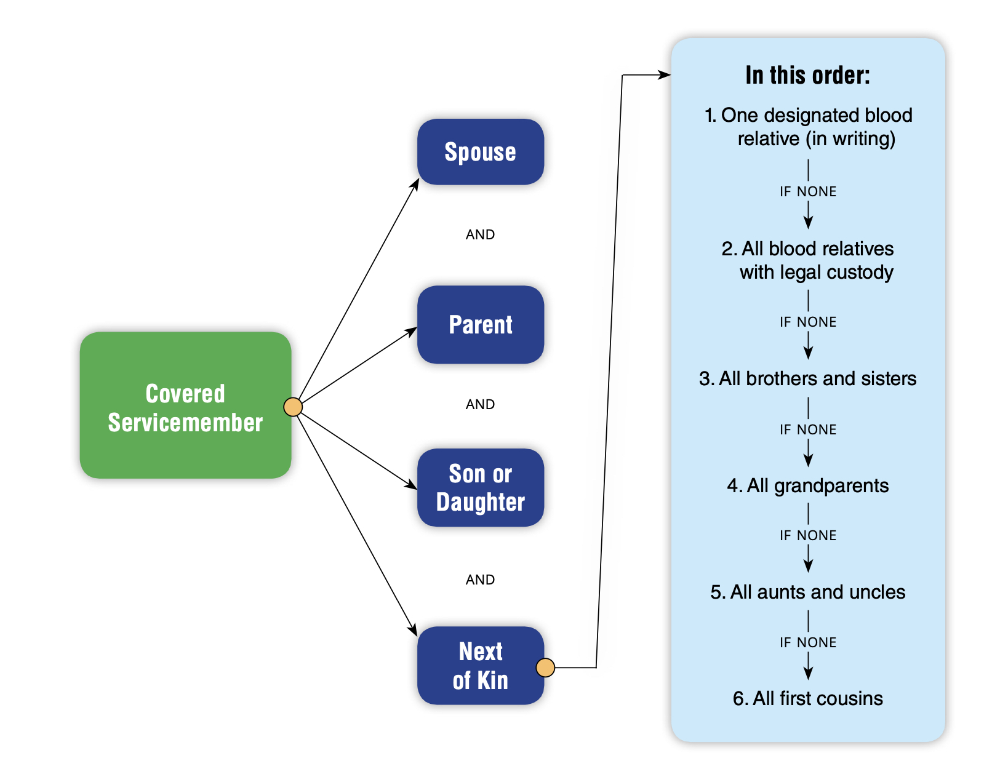 Covered
Servicemember
Spouse
AND
Parent
AND
Son or
Daughter
AND
Next
of Kin
In this order:
1. One designated blood
relative (in writing)
IF NONE
2. All blood relatives
with legal custody
IF NONE
3. All brothers and sisters
IF NONE
4. All grandparents
IF NONE
5. All aunts and uncles
IF NONE
6. All first cousins